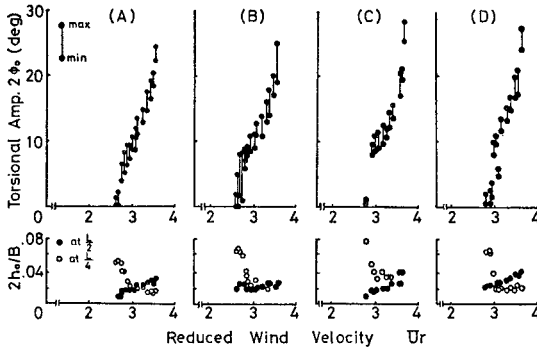 (A) (B) (C) (D)
Torsional Amp. 2ϕ₀ (deg)
30
20
10
0
max
min
2 3 4 2 3 4 2 3 4 2 3 4
2h₀/B
.08
.04
0
at L/2
at L/4
2 3 4 2 3 4 2 3 4 2 3 4
Reduced Wind Velocity Ūr